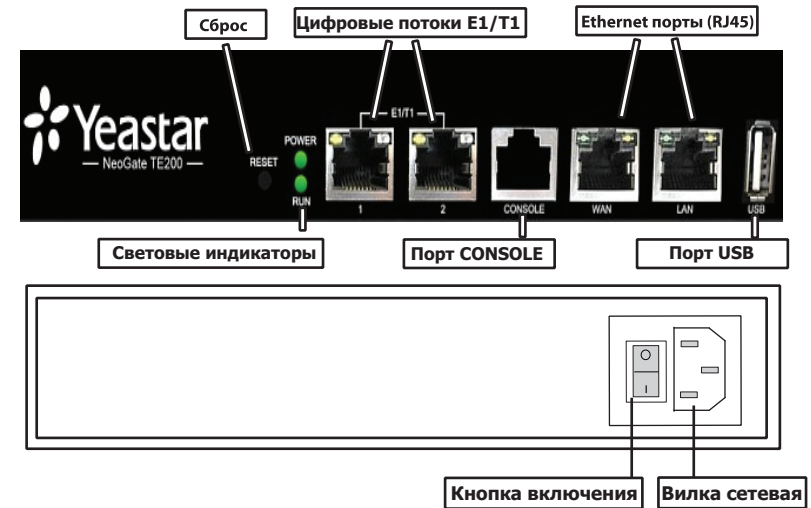 Сброс
Цифровые потоки E1/T1
Ethernet порты (RJ45)
Yeastar
NeoGate TE200
RESET
POWER
RUN
E1/T1
1
2
CONSOLE
WAN
LAN
USB
Световые индикаторы
Порт CONSOLE
Порт USB
O
I
Кнопка включения
Вилка сетевая